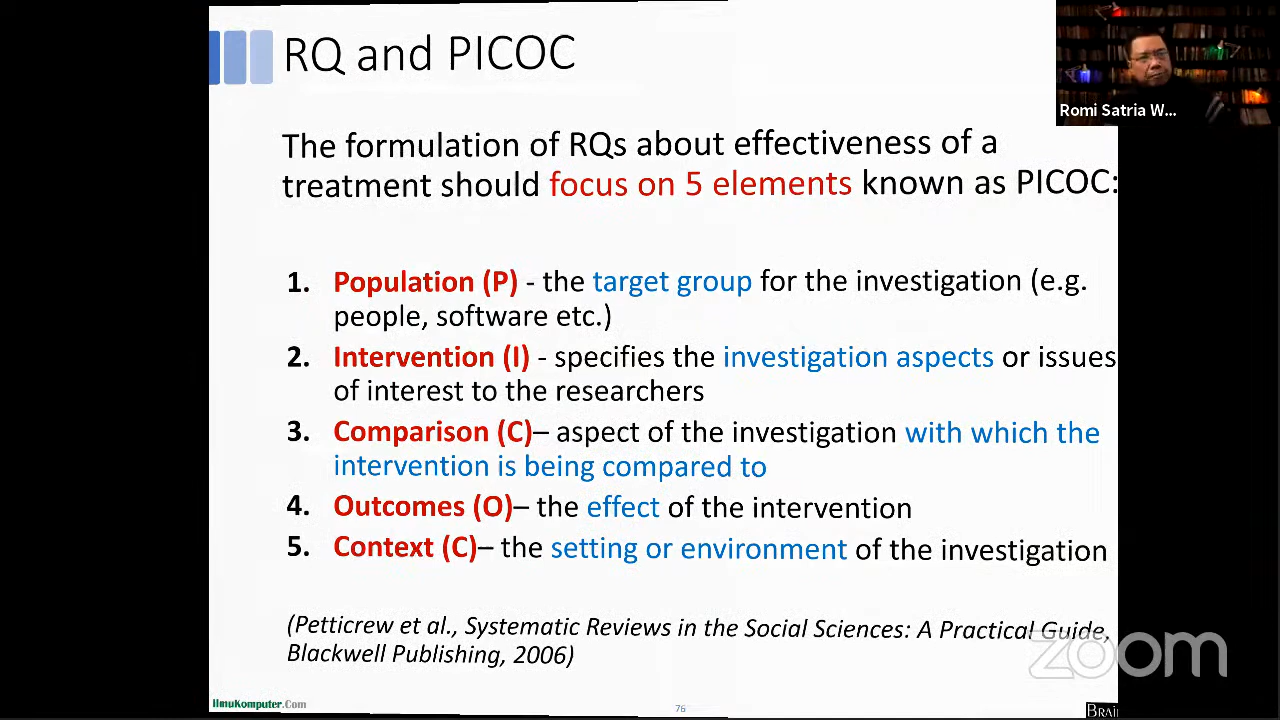 RQ and PICOC
Romi Satria W...
The formulation of RQs about effectiveness of a
treatment should focus on 5 elements known as PICOC:
1. Population (P) - the target group for the investigation (e.g.
people, software etc.)
2. Intervention (I) - specifies the investigation aspects or issues
of interest to the researchers
3. Comparison (C)– aspect of the investigation with which the
intervention is being compared to
4. Outcomes (O)– the effect of the intervention
5. Context (C)– the setting or environment of the investigation
(Petticrew et al., Systematic Reviews in the Social Sciences: A Practical Guide,
Blackwell Publishing, 2006)
zoom
IlmuKomputer.Com
76